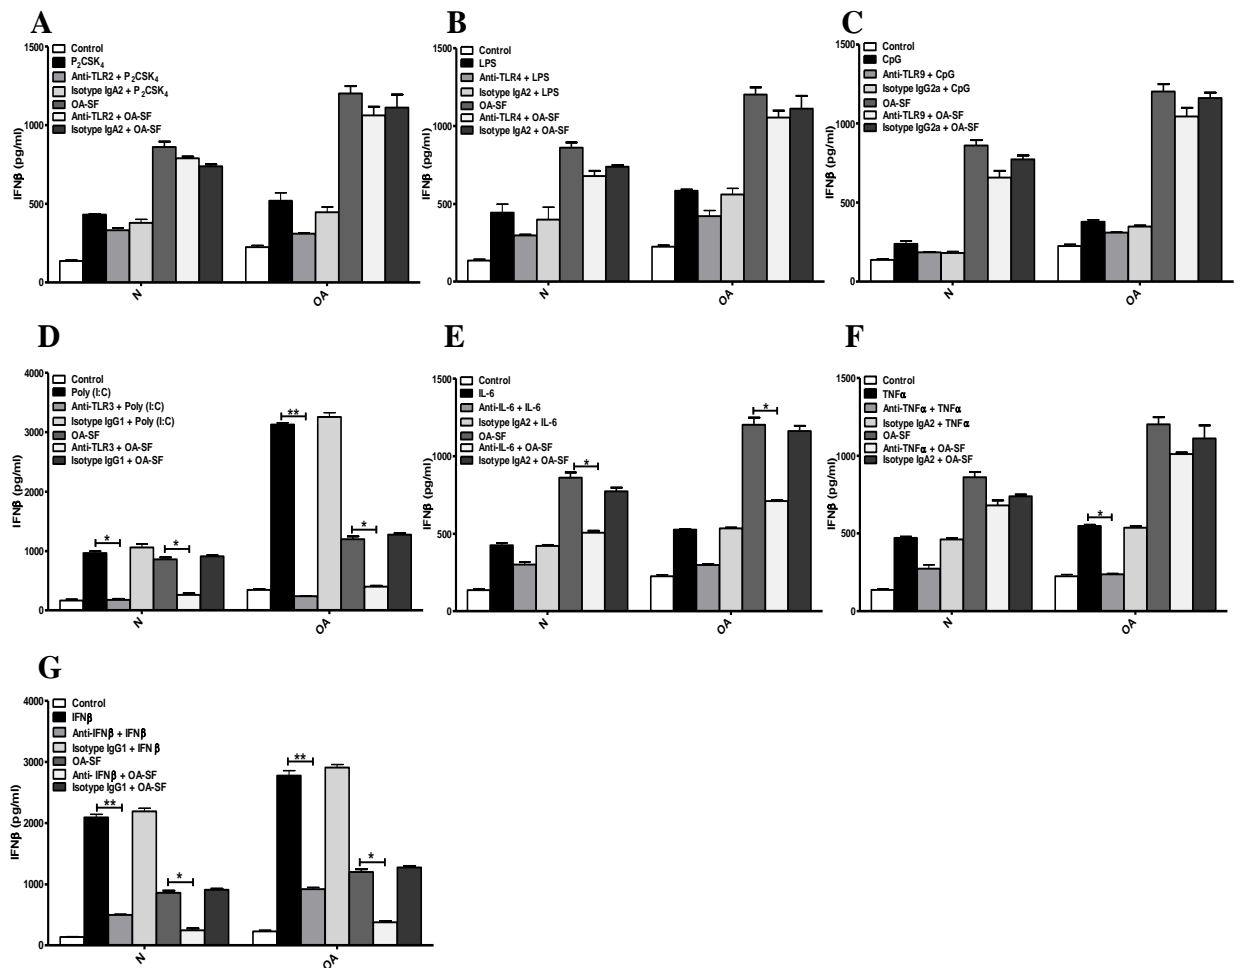 A
IFNβ (pg/ml)
1500
1000
500
0
Control
P2CSK4
Anti-TLR2 + P2CSK4
Isotype IgA2 + P2CSK4
OA-SF
Anti-TLR2 + OA-SF
Isotype IgA2 + OA-SF
N
OA
B
IFNβ (pg/ml)
1500
1000
500
0
Control
LPS
Anti-TLR4 + LPS
Isotype IgA2 + LPS
OA-SF
Anti-TLR4 + OA-SF
Isotype IgA2 + OA-SF
N
OA
C
IFNβ (pg/ml)
1500
1000
500
0
Control
CpG
Anti-TLR9 + CpG
Isotype IgG2a + CpG
OA-SF
Anti-TLR9 + OA-SF
Isotype IgG2a + OA-SF
N
OA
D
IFNβ (pg/ml)
4000
3000
2000
1000
0
Control
Poly (I:C)
Anti-TLR3 + Poly (I:C)
Isotype IgG1 + Poly (I:C)
OA-SF
Anti-TLR3 + OA-SF
Isotype IgG1 + OA-SF
*
*
**
*
N
OA
E
IFNβ (pg/ml)
1500
1000
500
0
Control
IL-6
Anti-IL-6 + IL-6
Isotype IgA2 + IL-6
OA-SF
Anti-IL-6 + OA-SF
Isotype IgA2 + OA-SF
*
*
N
OA
F
IFNβ (pg/ml)
1500
1000
500
0
Control
TNFα
Anti-TNFα + TNFα
Isotype IgA2 + TNFα
OA-SF
Anti-TNFα + OA-SF
Isotype IgA2 + OA-SF
*
N
OA
G
IFNβ (pg/ml)
4000
3000
2000
1000
0
Control
IFNβ
Anti-IFNβ + IFNβ
Isotype IgG1 + IFNβ
OA-SF
Anti- IFNβ + OA-SF
Isotype IgG1 + OA-SF
**
*
**
*
N
OA